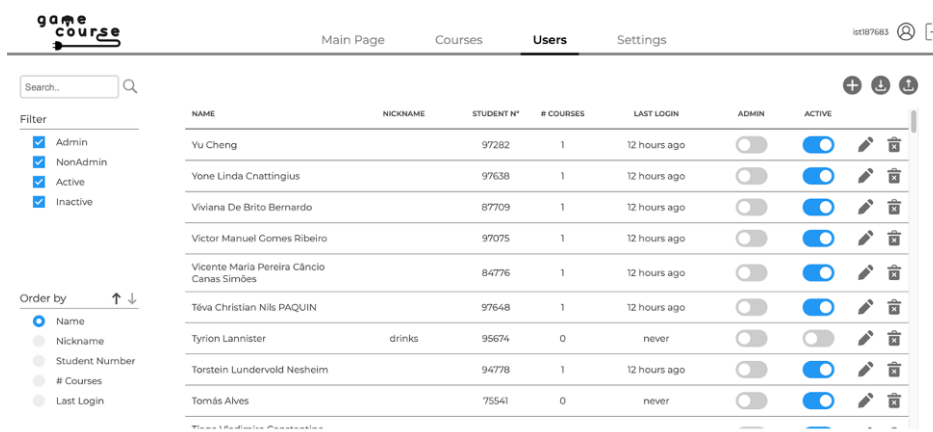 game
course
Main Page Courses Users Settings
ist187683
Search..
Filter
Admin
NonAdmin
Active
Inactive
Order by
Name
Nickname
Student Number
# Courses
Last Login
NAME NICKNAME STUDENT Nº # COURSES LAST LOGIN ADMIN ACTIVE
Yu Cheng 97282 1 12 hours ago
Yone Linda Cnattingius 97638 1 12 hours ago
Viviana De Brito Bernardo 87709 1 12 hours ago
Victor Manuel Gomes Ribeiro 97075 1 12 hours ago
Vicente Maria Pereira Câncio
Canas Simões 84776 1 12 hours ago
Téva Christian Nils PAQUIN 97648 1 12 hours ago
Tyrion Lannister drinks 95674 0 never
Torstein Lundervold Nesheim 94778 1 12 hours ago
Tomás Alves 75541 0 never